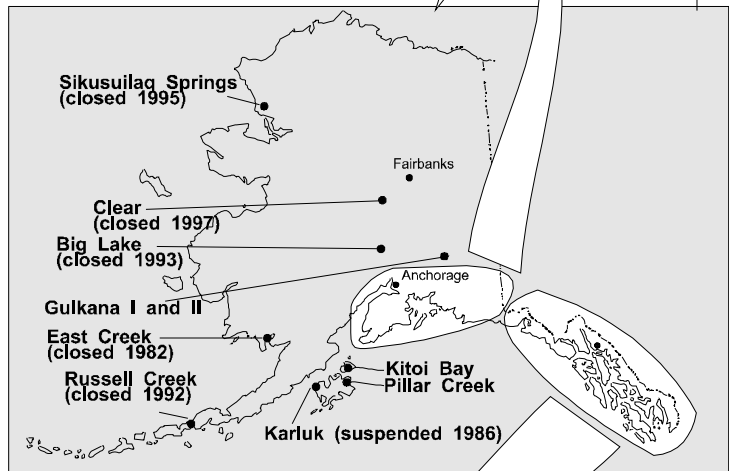 Sikusuilaq Springs
(closed 1995)
Fairbanks
Clear
(closed 1997)
Big Lake
(closed 1993)
Anchorage
Gulkana I and II
East Creek
(closed 1982)
Russell Creek
(closed 1992)
Kitoi Bay
Pillar Creek
Karluk (suspended 1986)